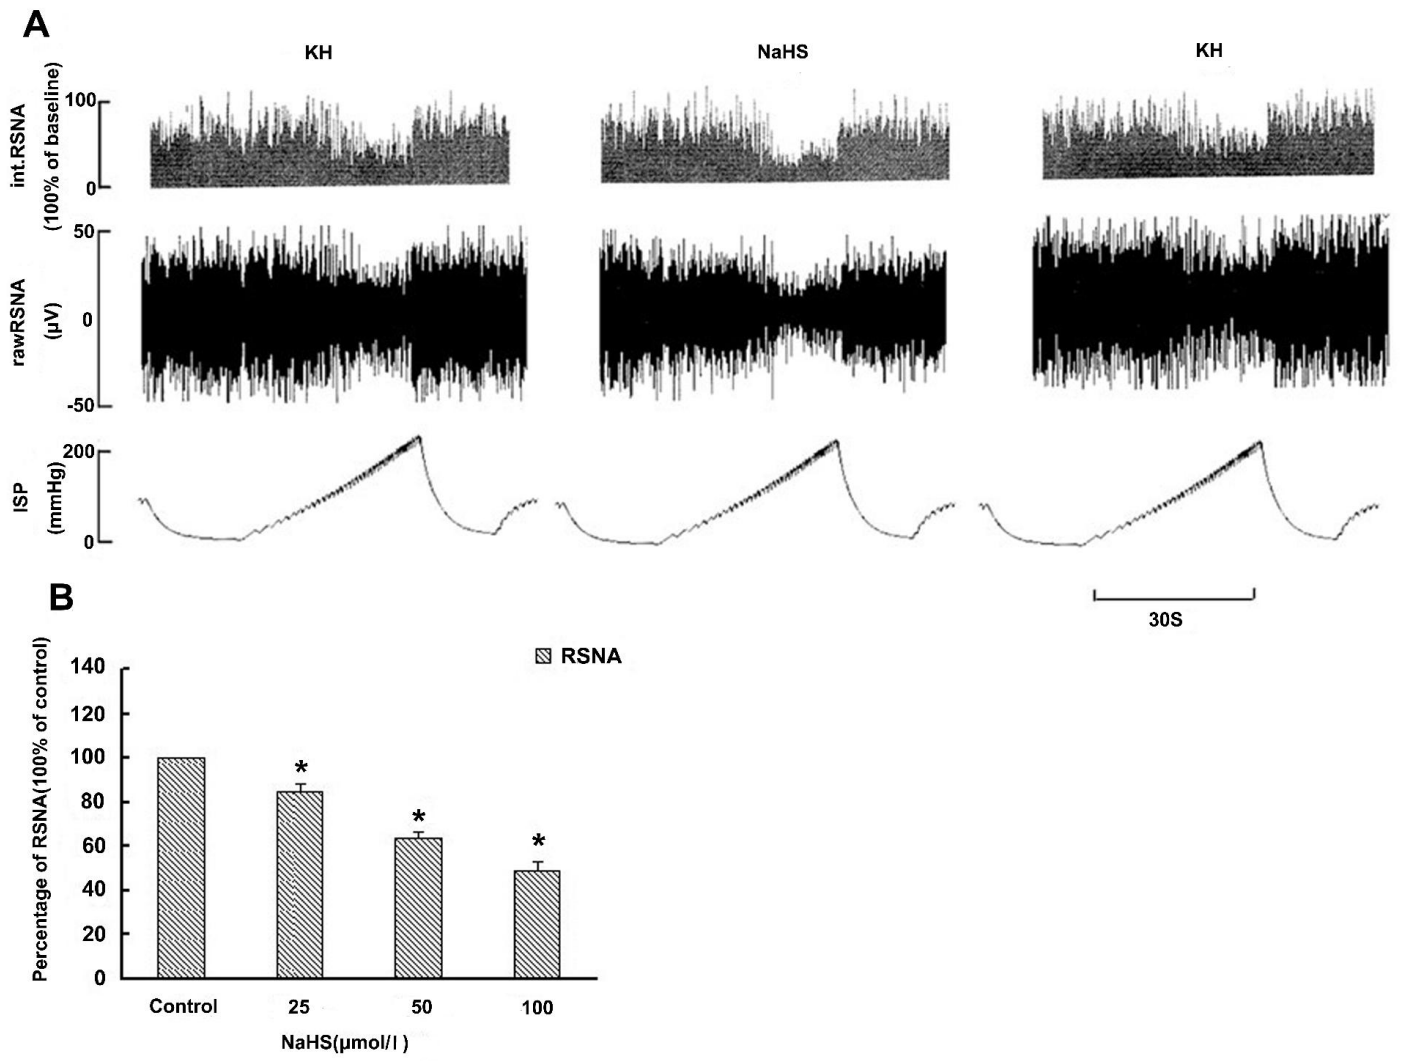 A
KH
NaHS
KH
int.RSNA
(100% of baseline)
100
0
rawRSNA
(µV)
50
0
-50
ISP
(mmHg)
200
0
30S
B
RSNA
Percentage of RSNA(100% of control)
140
120
100
80
60
40
20
0
*
*
*
Control
25
50
100
NaHS(µmol/l)